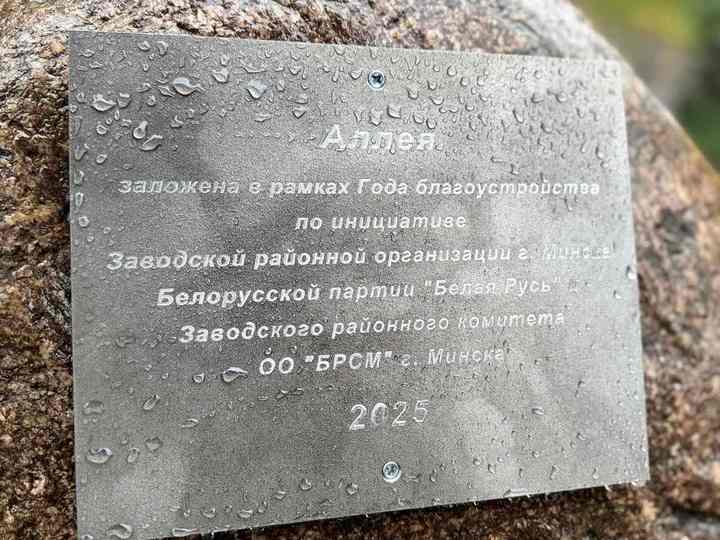 Аллея
заложена в рамках Года благоустройства
по инициативе
Заводской районной организации г. Минска
Белорусской партии "Белая Русь" и
Заводского районного комитета
ОО "БРСМ" г. Минска
2025